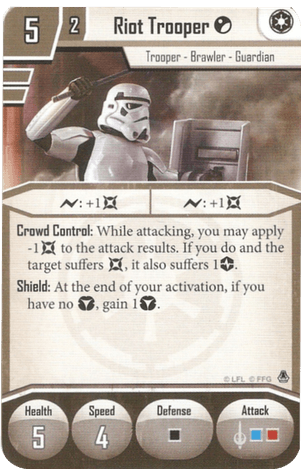 5
2
Riot Trooper
Trooper - Brawler - Guardian
: +1
: +1
Crowd Control: While attacking, you may apply
-1 to the attack results. If you do and the
target suffers , it also suffers 1 .
Shield: At the end of your activation, if you
have no , gain 1 .
© LFL © FFG
Health
5
Speed
4
Defense
Attack